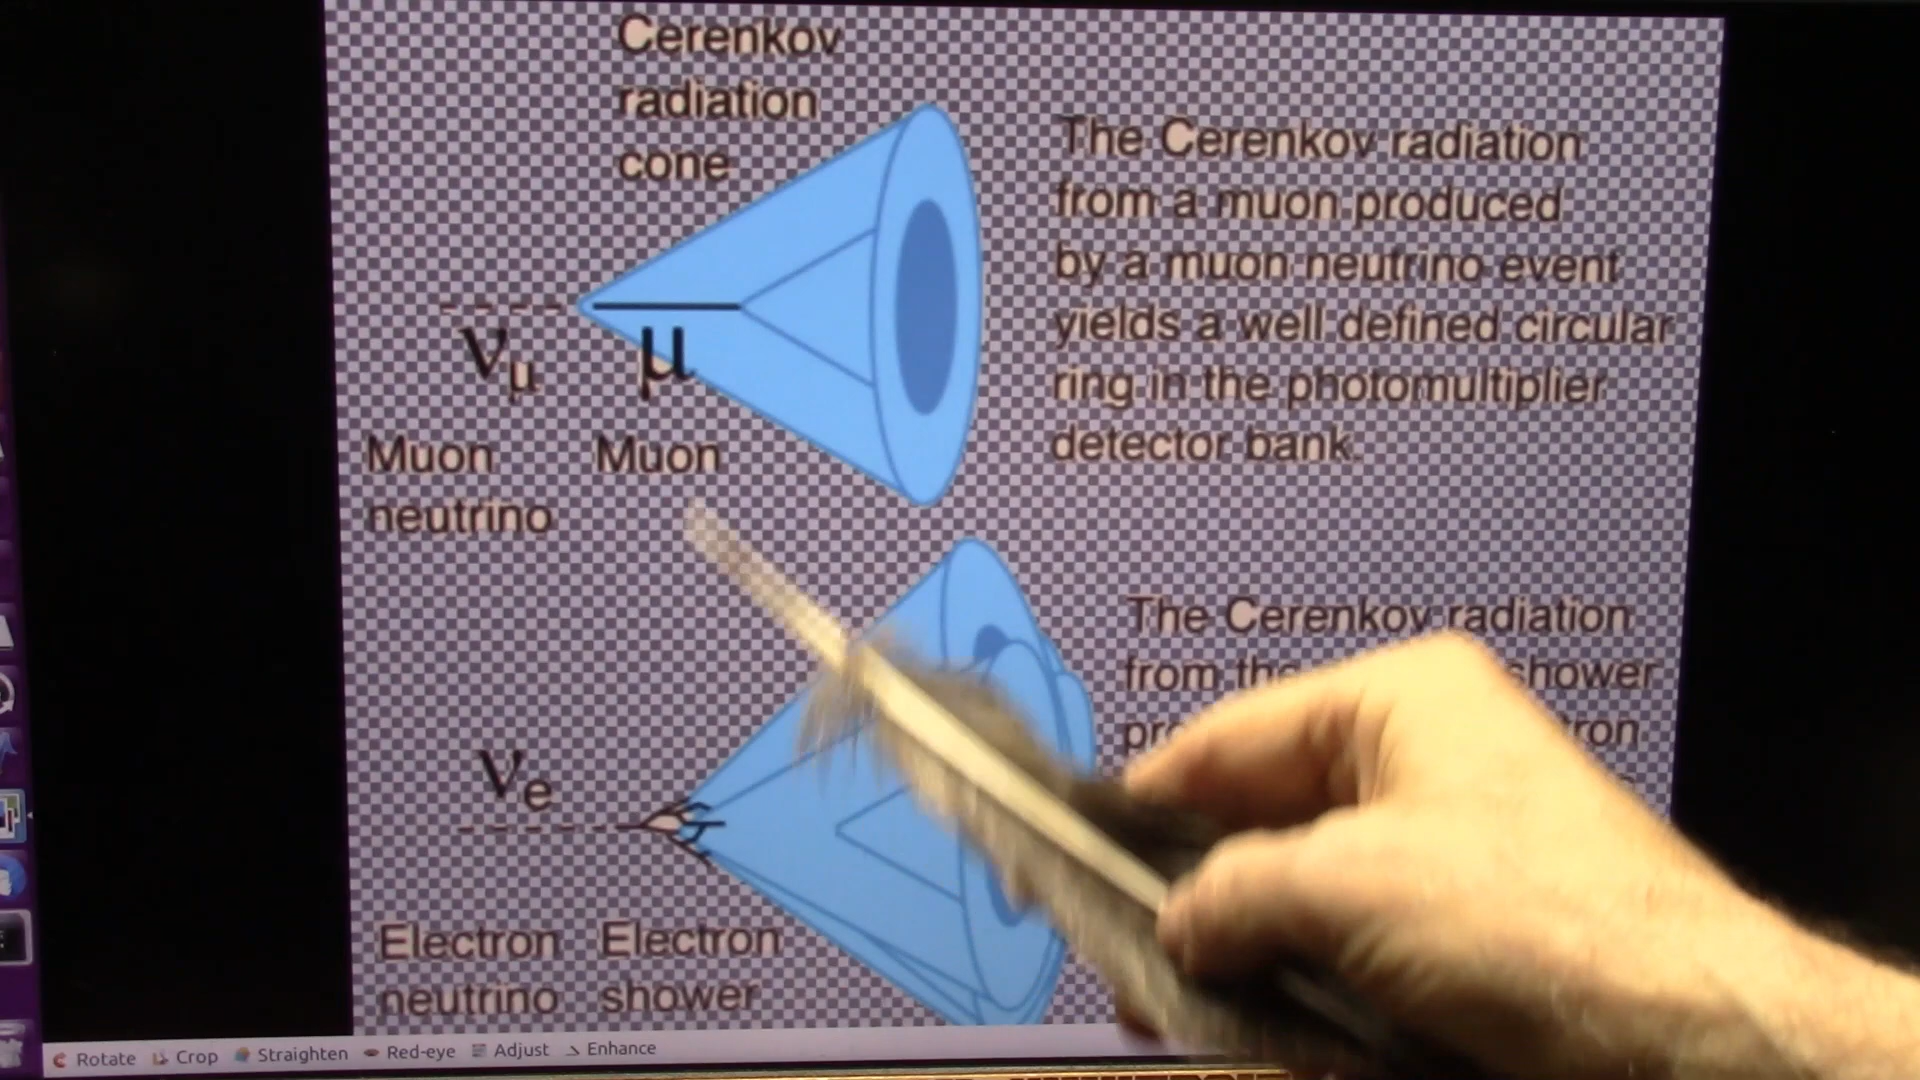 Cerenkov
radiation
cone
The Cerenkov radiation
from a muon produced
by a muon neutrino event
yields a well defined circular
ring in the photomultiplier
detector bank.
νμ
μ
Muon
neutrino
Muon
The Cerenkov radiation
from the shower
νe
Electron
neutrino
Electron
shower
Rotate Crop Straighten Red-eye Adjust Enhance